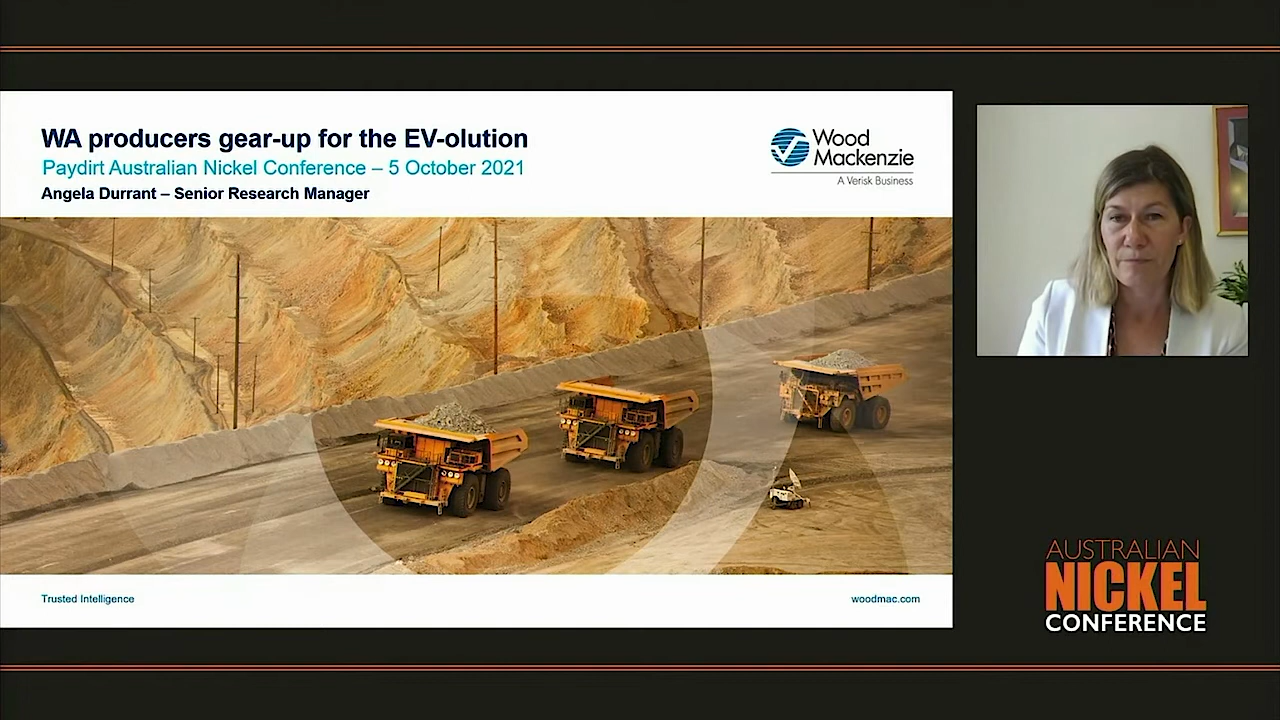 WA producers gear-up for the EV-olution
Paydirt Australian Nickel Conference – 5 October 2021
Angela Durrant – Senior Research Manager
Wood
Mackenzie
A Verisk Business
Trusted Intelligence
woodmac.com
AUSTRALIAN
NICKEL
CONFERENCE